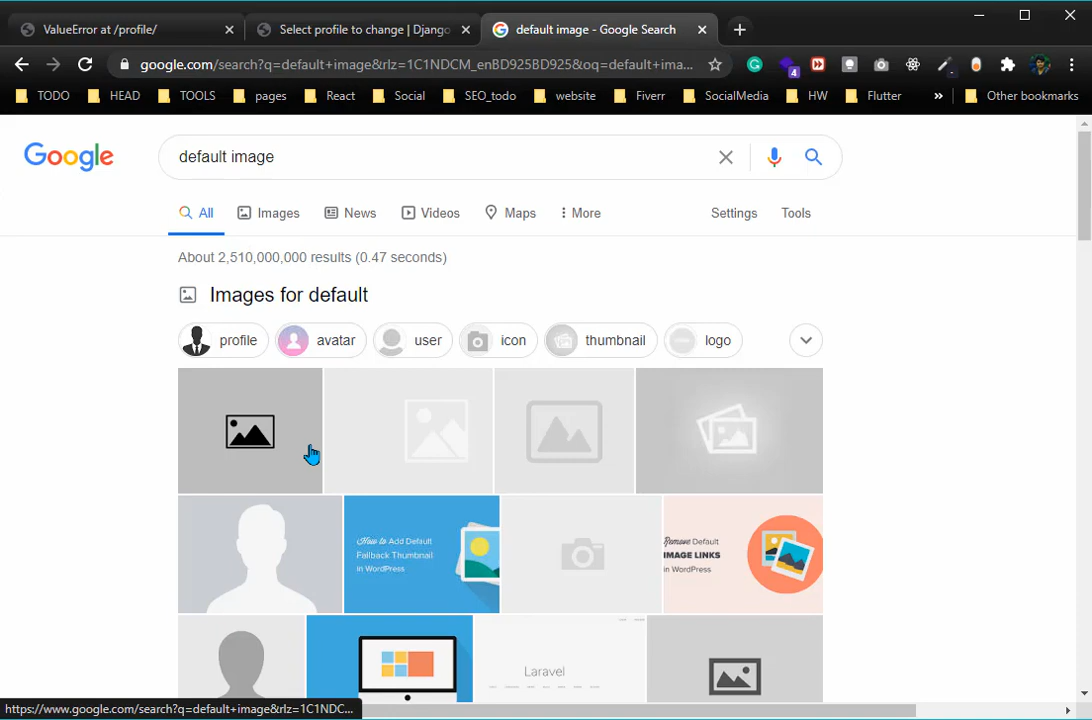 ValueError at /profile/
Select profile to change | Django
default image - Google Search
google.com/search?q=default+image&rlz=1C1NDCM_enBD925BD925&oq=default+ima...
4
TODO
HEAD
TOOLS
pages
React
Social
SEO_todo
website
Fiverr
SocialMedia
HW
Flutter
»
Other bookmarks
Google
default image
All
Images
News
Videos
Maps
More
Settings
Tools
About 2,510,000,000 results (0.47 seconds)
Images for default
profile
avatar
user
icon
thumbnail
logo
How to Add Default
Fallback Thumbnail
in WordPress
Remove Default
IMAGE LINKS
in WordPress
Laravel
https://www.google.com/search?q=default+image&rlz=1C1NDC...